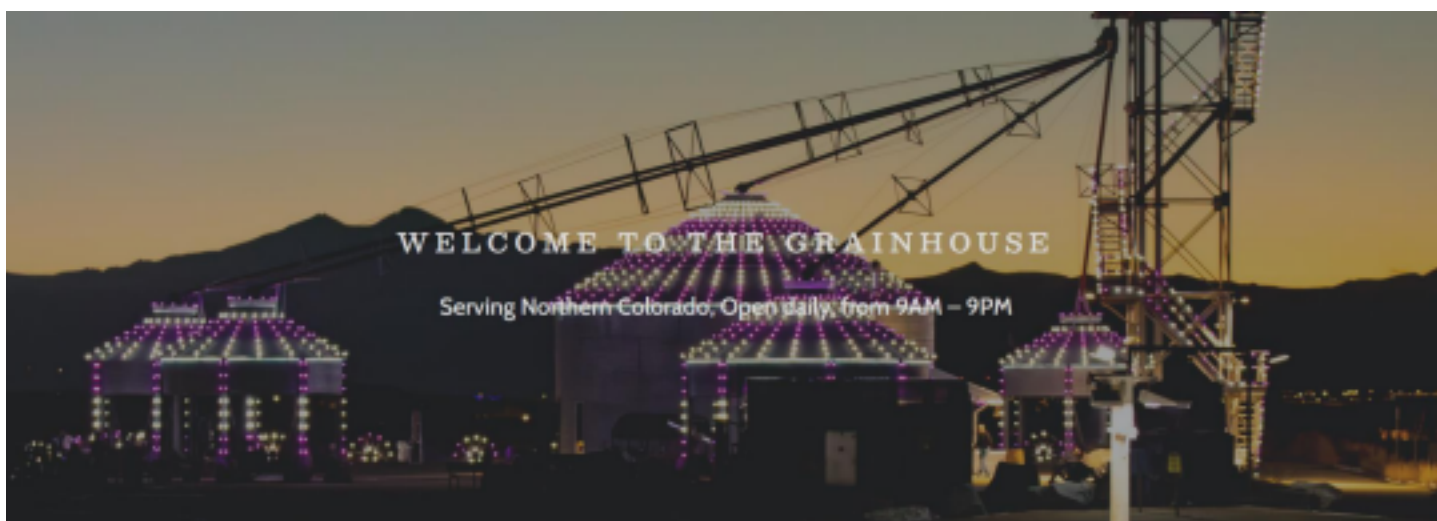 WELCOME TO THE GRAINHOUSE
Serving Northern Colorado, Open daily, from 9AM – 9PM